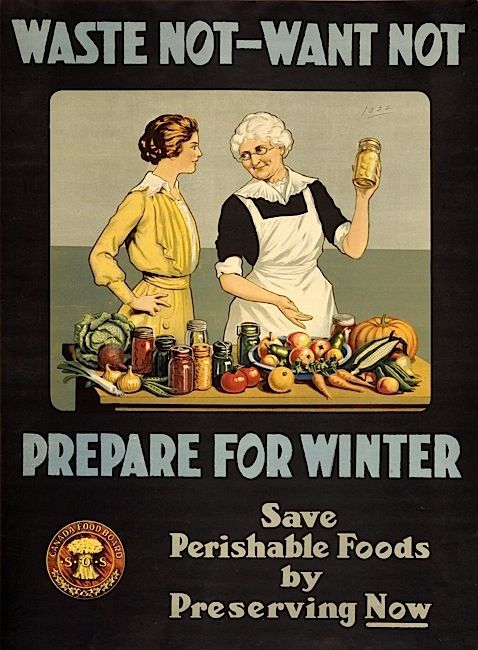 WASTE NOT–WANT NOT
PREPARE FOR WINTER
Save
Perishable Foods
by
Preserving Now
CANADA FOOD BOARD
S·O·S